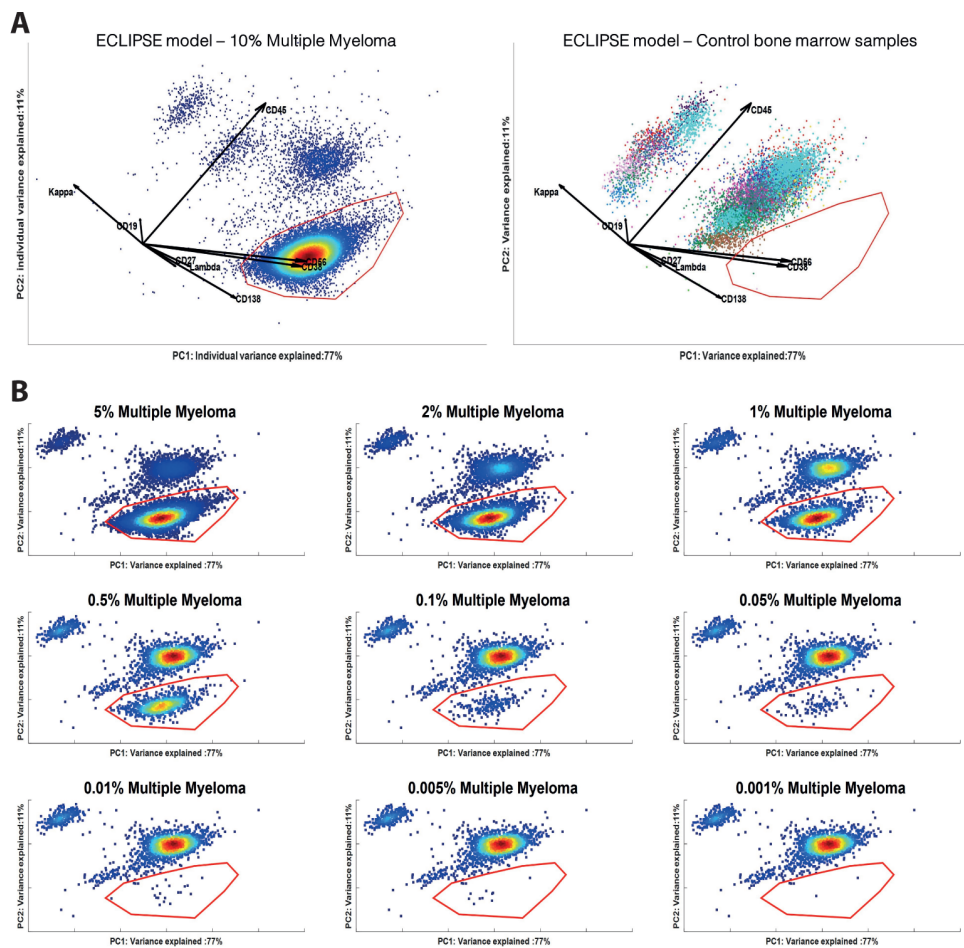 A
ECLIPSE model – 10% Multiple Myeloma
ECLIPSE model – Control bone marrow samples
PC2: individual variance explained:11%
CD45
Kappa
CD19
CD27
Lambda
CD56
CD38
CD138
PC1: Individual variance explained:77%
PC2: Variance explained:11%
CD45
Kappa
CD19
CD27
Lambda
CD56
CD38
CD138
PC1: Variance explained:77%
B
5% Multiple Myeloma
2% Multiple Myeloma
1% Multiple Myeloma
PC2: Variance explained:11%
PC2: Variance explained:11%
PC2: Variance explained:11%
PC1: Variance explained :77%
PC1: Variance explained :77%
PC1: Variance explained :77%
0.5% Multiple Myeloma
0.1% Multiple Myeloma
0.05% Multiple Myeloma
PC2: Variance explained:11%
PC2: Variance explained:11%
PC2: Variance explained:11%
PC1: Variance explained :77%
PC1: Variance explained :77%
PC1: Variance explained :77%
0.01% Multiple Myeloma
0.005% Multiple Myeloma
0.001% Multiple Myeloma
PC2: Variance explained:11%
PC2: Variance explained:11%
PC2: Variance explained:11%
PC1: Variance explained :77%
PC1: Variance explained :77%
PC1: Variance explained :77%